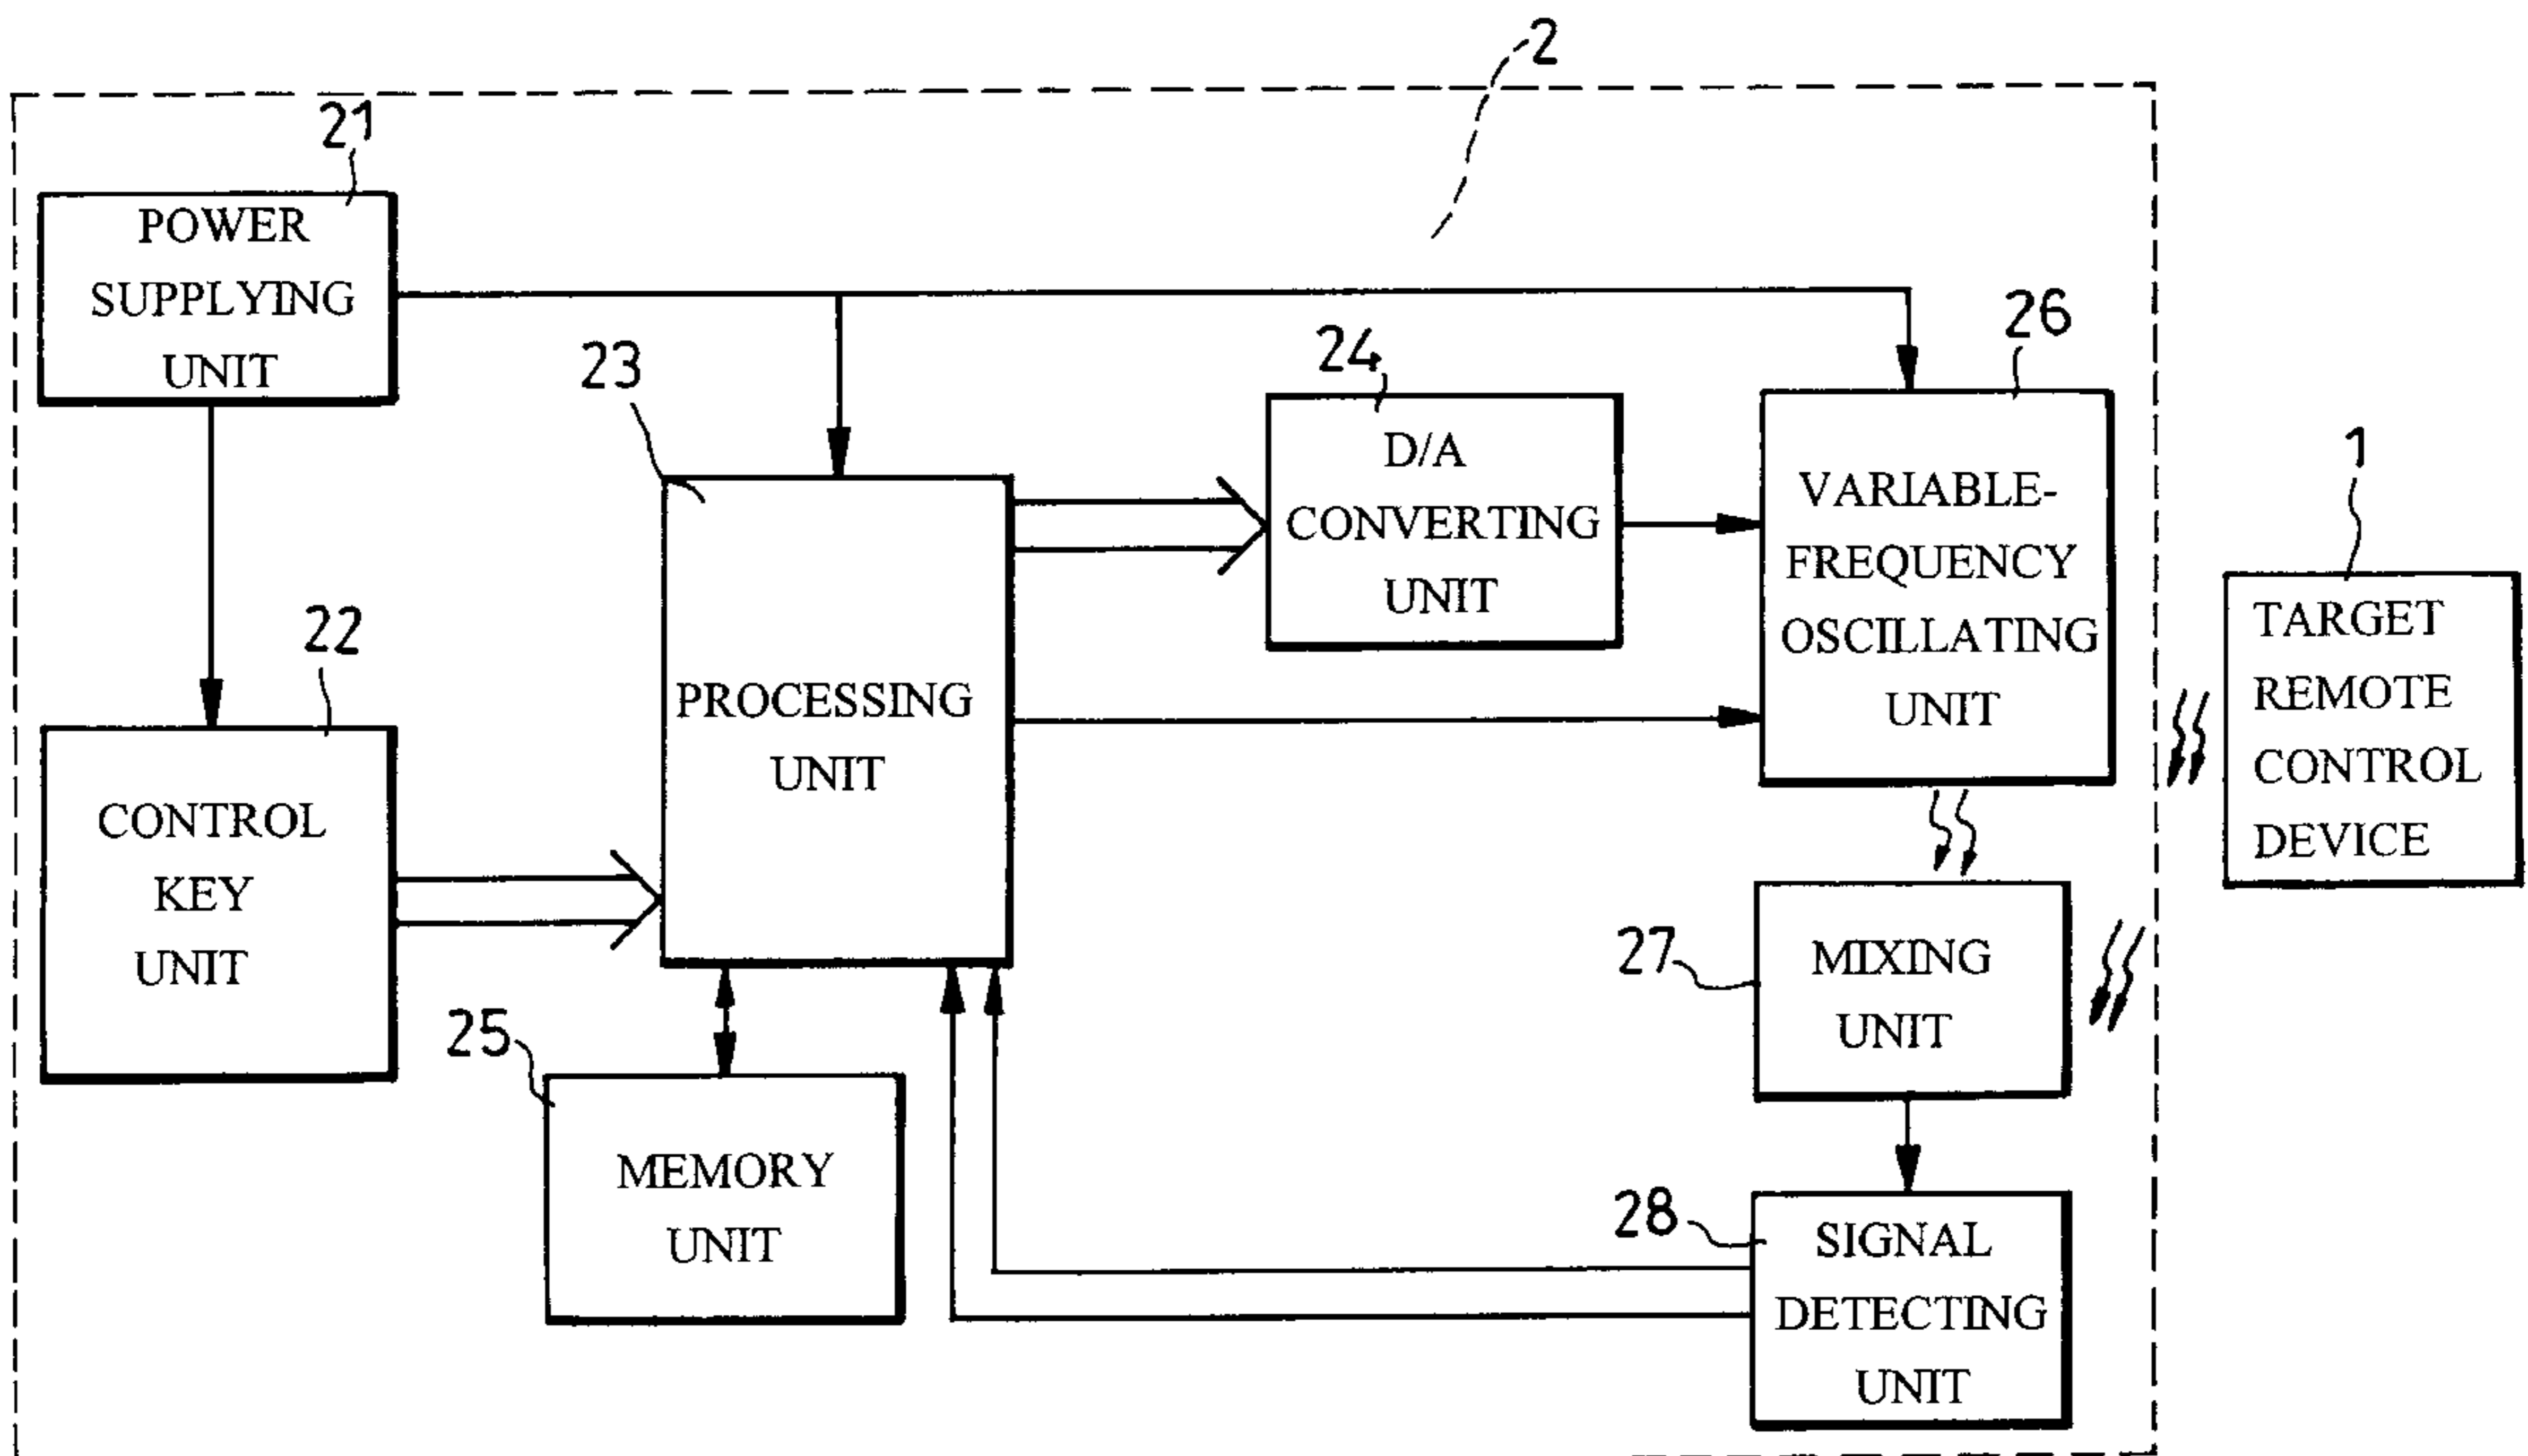 2
21
POWER
SUPPLYING
UNIT
26
24
23
D/A
CONVERTING
UNIT
VARIABLE-
FREQUENCY
OSCILLATING
UNIT
1
TARGET
REMOTE
CONTROL
DEVICE
22
PROCESSING
UNIT
CONTROL
KEY
UNIT
27
MIXING
UNIT
25
MEMORY
UNIT
28
SIGNAL
DETECTING
UNIT